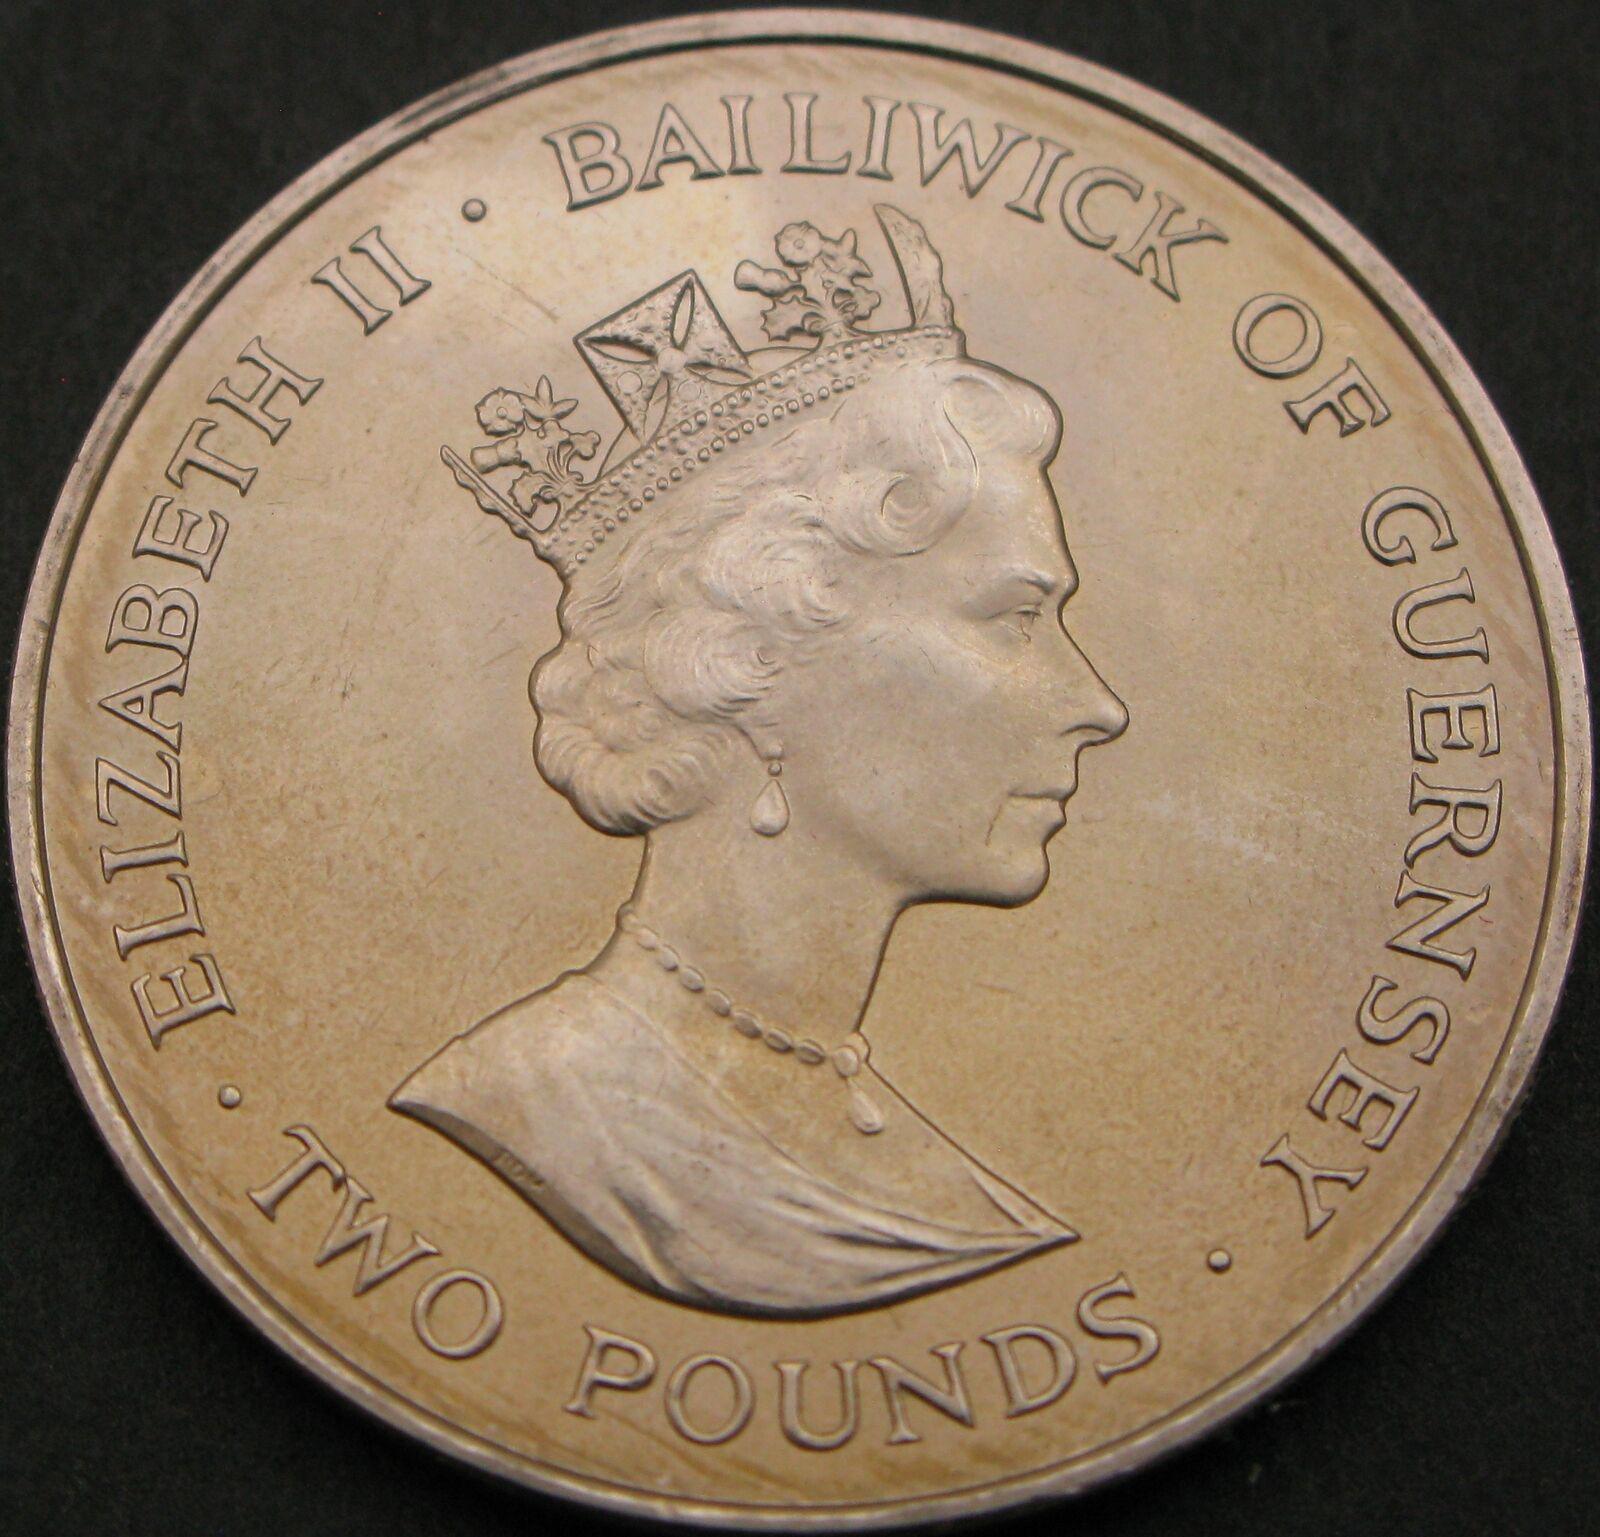 ELIZABETH II · BAILIWICK OF GUERNSEY ·
TWO POUNDS ·